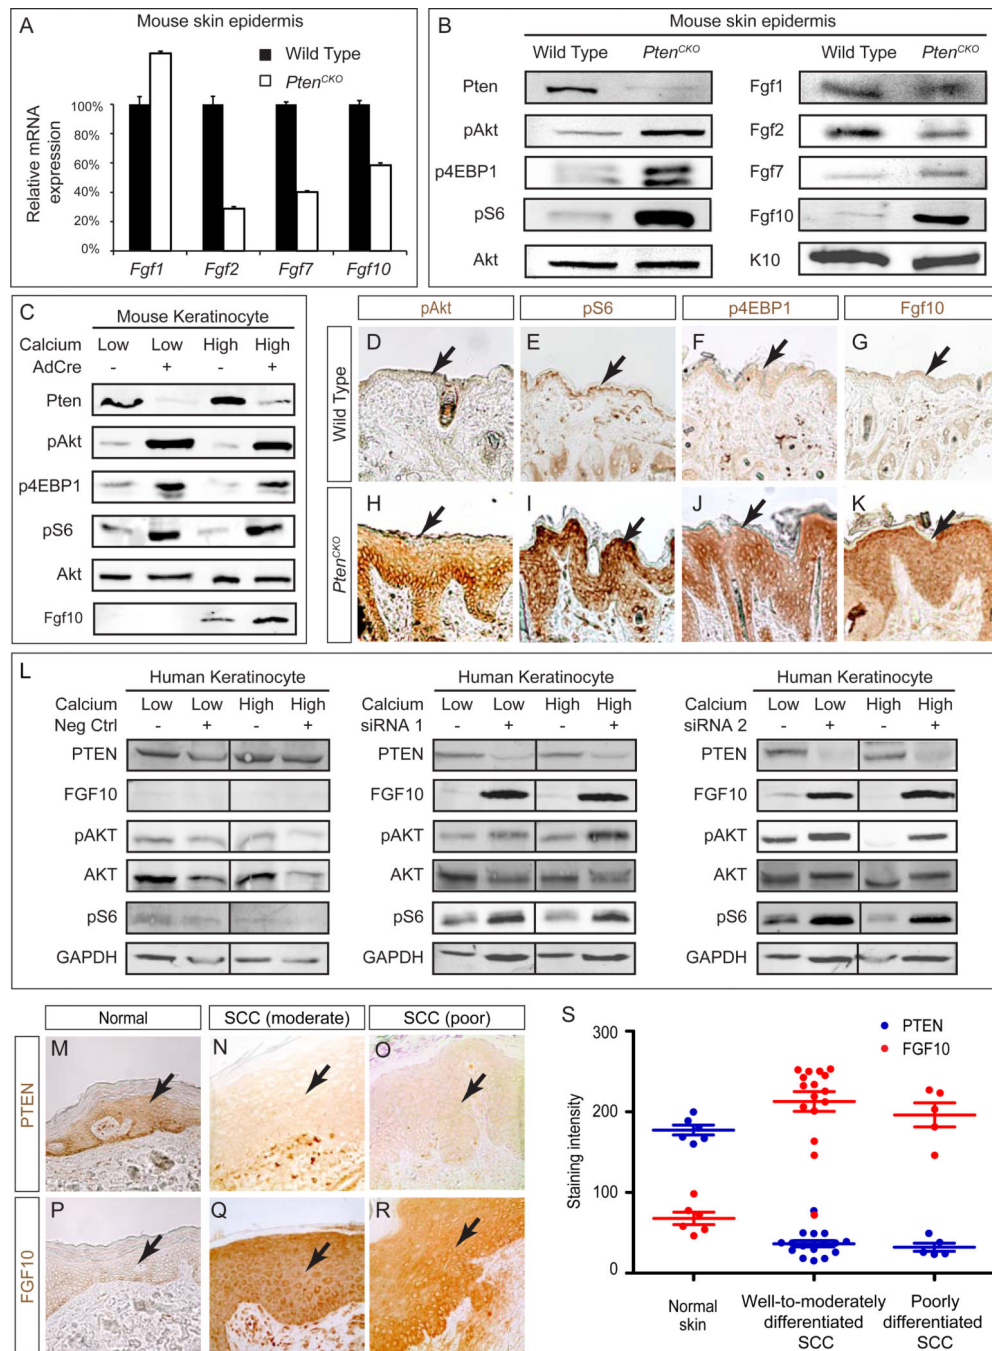 A
Mouse skin epidermis
Wild Type
Pten^CKO
Relative mRNA expression
100%
80%
60%
40%
20%
0%
Fgf1 Fgf2 Fgf7 Fgf10
B
Mouse skin epidermis
Wild Type Pten^CKO Wild Type Pten^CKO
Pten Fgf1
pAkt Fgf2
p4EBP1 Fgf7
pS6 Fgf10
Akt K10
C
Mouse Keratinocyte
Calcium Low Low High High
AdCre - + - +
Pten
pAkt
p4EBP1
pS6
Akt
Fgf10
pAkt pS6 p4EBP1 Fgf10
Wild Type
D E F G
Pten^CKO
H I J K
L
Human Keratinocyte
Calcium Low Low High High
Neg Ctrl - + - +
PTEN
FGF10
pAKT
AKT
pS6
GAPDH
Human Keratinocyte
Calcium Low Low High High
siRNA 1 - + - +
PTEN
FGF10
pAKT
AKT
pS6
GAPDH
Human Keratinocyte
Calcium Low Low High High
siRNA 2 - + - +
PTEN
FGF10
pAKT
AKT
pS6
GAPDH
Normal SCC (moderate) SCC (poor)
PTEN
M N O
FGF10
P Q R
S
PTEN
FGF10
Staining intensity
300
200
100
0
Normal skin
Well-to-moderately differentiated SCC
Poorly differentiated SCC